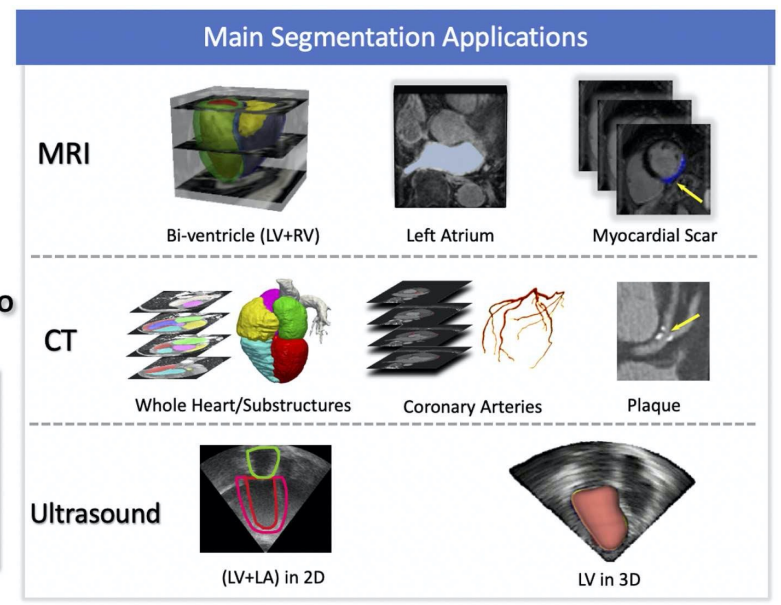 Main Segmentation Applications
MRI
Bi-ventricle (LV+RV)
Left Atrium
Myocardial Scar
o
CT
Whole Heart/Substructures
Coronary Arteries
Plaque
Ultrasound
(LV+LA) in 2D
LV in 3D